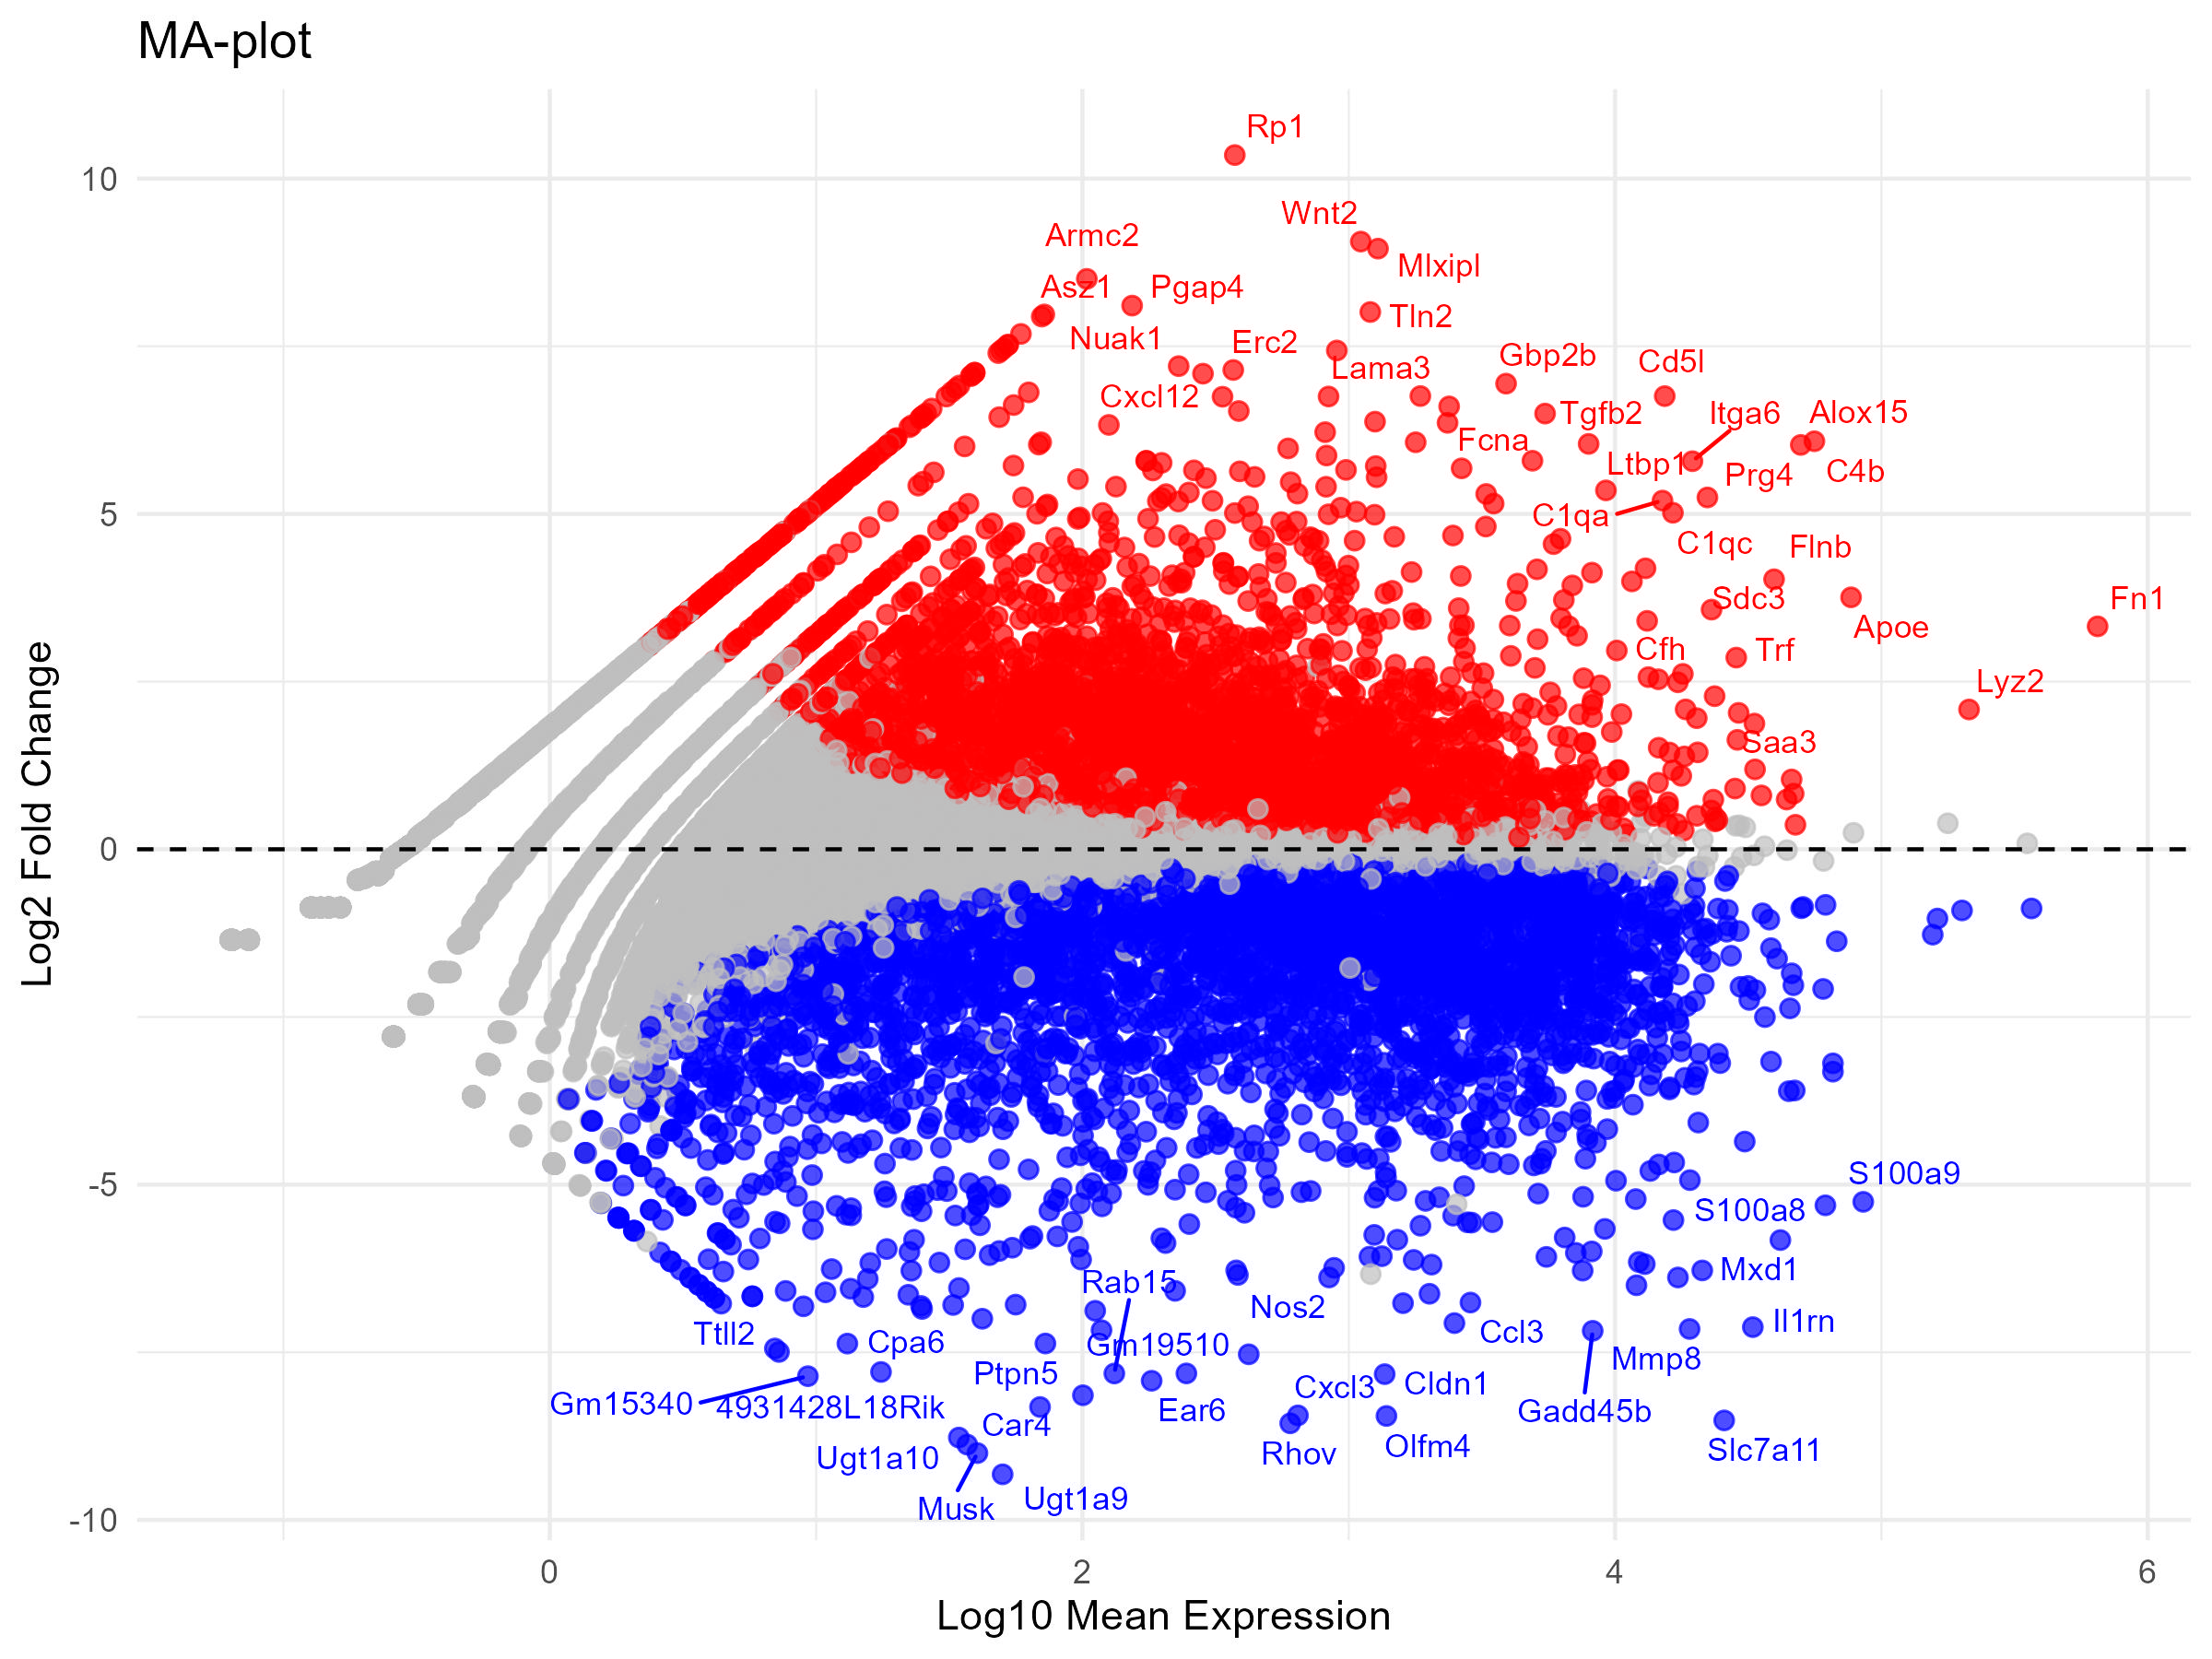 MA-plot
Rp1
Wnt2
Armc2
Mlxipl
Asz1
Pgap4
Tln2
Nuak1
Erc2
Gbp2b
Cd5l
Lama3
Cxcl12
Tgfb2
Itga6
Alox15
Fcna
Ltbp1
Prg4
C4b
C1qa
C1qc
Flnb
Sdc3
Fn1
Apoe
Cfh
Trf
Lyz2
Saa3
S100a9
S100a8
Mxd1
Rab15
Nos2
Il1rn
Ttll2
Cpa6
Gm19510
Ccl3
Mmp8
Ptpn5
Cxcl3
Cldn1
Gm15340
4931428L18Rik
Ear6
Gadd45b
Car4
Ugt1a10
Rhov
Olfm4
Slc7a11
Musk
Ugt1a9
10
5
0
-5
-10
0
2
4
6
Log10 Mean Expression
Log2 Fold Change